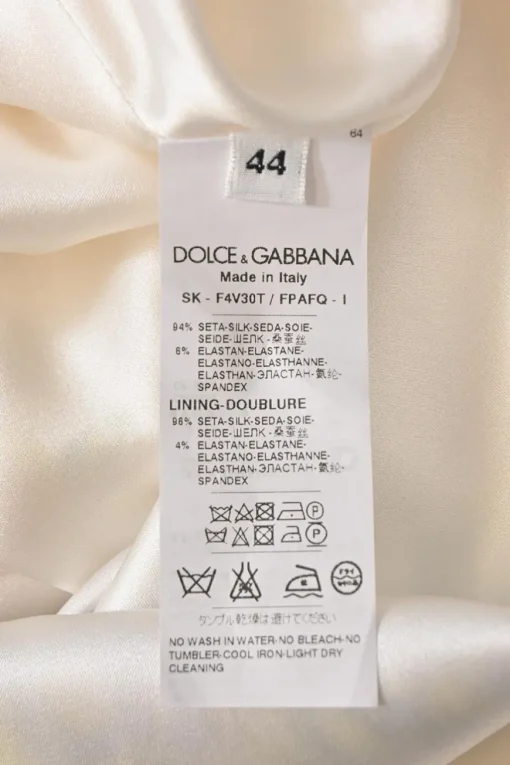 64
44
DOLCE & GABBANA
Made in Italy
SK - F4V30T / FPAFQ - I
94% SETA-SILK-SEDA-SOIE-
SEIDE-ШЕЛК-桑蚕丝
6% ELASTAN-ELASTANE-
ELASTANO-ELASTHANNE-
ELASTHAN-ЭЛАСТАН-氨纶-
SPANDEX
LINING-DOUBLURE
96% SETA-SILK-SEDA-SOIE-
SEIDE-ШЕЛК-桑蚕丝
4% ELASTAN-ELASTANE-
ELASTANO-ELASTHANNE-
ELASTHAN-ЭЛАСТАН-氨纶-
SPANDEX
P
P
ドライ
タンブル乾燥は避けてください
NO WASH IN WATER-NO BLEACH-NO
TUMBLER-COOL IRON-LIGHT DRY
CLEANING